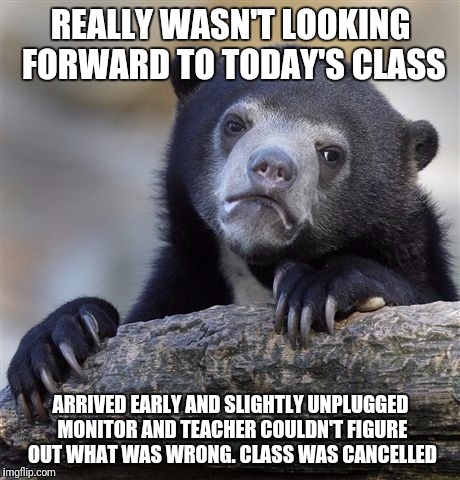 REALLY WASN'T LOOKING
FORWARD TO TODAY'S CLASS
ARRIVED EARLY AND SLIGHTLY UNPLUGGED
MONITOR AND TEACHER COULDN'T FIGURE
OUT WHAT WAS WRONG. CLASS WAS CANCELLED
imgflip.com